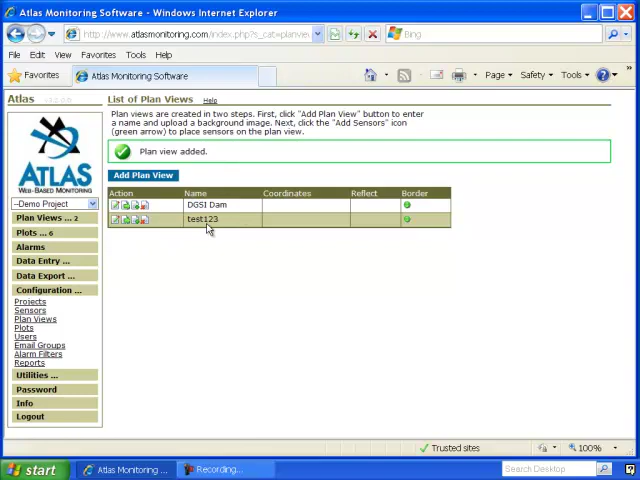 Atlas Monitoring Software - Windows Internet Explorer
http://www.atlasmonitoring.com/index.php?s_cat=planvie
Bing
File Edit View Favorites Tools Help
Favorites Atlas Monitoring Software Page Safety Tools
Atlas
List of Plan Views Help
Plan views are created in two steps. First, click "Add Plan View" button to enter
a name and upload a background image. Next, click the "Add Sensors" icon
(green arrow) to place sensors on the plan view.
Plan view added.
ATLAS
WEB-BASED MONITORING
Add Plan View
Action Name Coordinates Reflect Border
DGSI Dam
test123
--Demo Project
Plan Views ... 2
Plots ... 6
Alarms
Data Entry ...
Data Export ...
Configuration ...
Projects
Sensors
Plan Views
Plots
Users
Email Groups
Alarm Filters
Reports
Utilities ...
Password
Info
Logout
Trusted sites 100%
start Atlas Monitoring ... Recording... Search Desktop